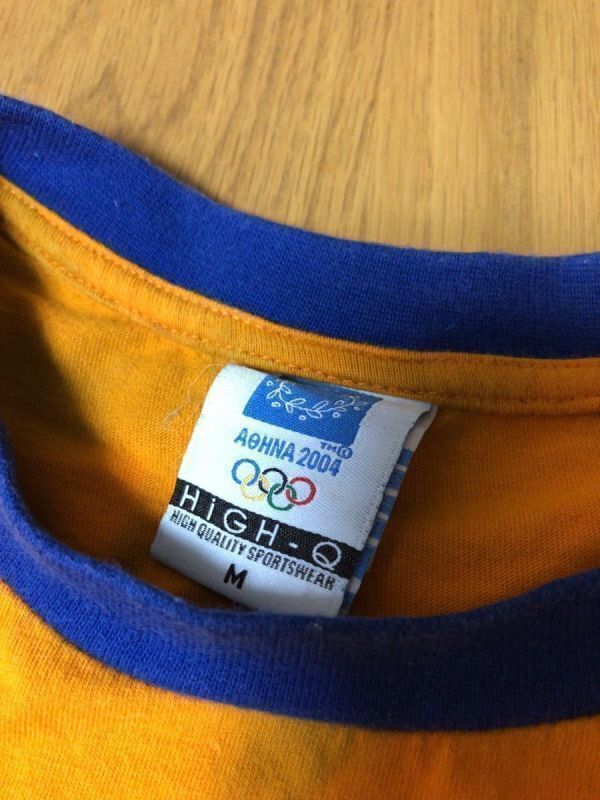 ΑΘΗΝΑ 2004 TM©
HiGH-Q
HIGH QUALITY SPORTSWEAR
M